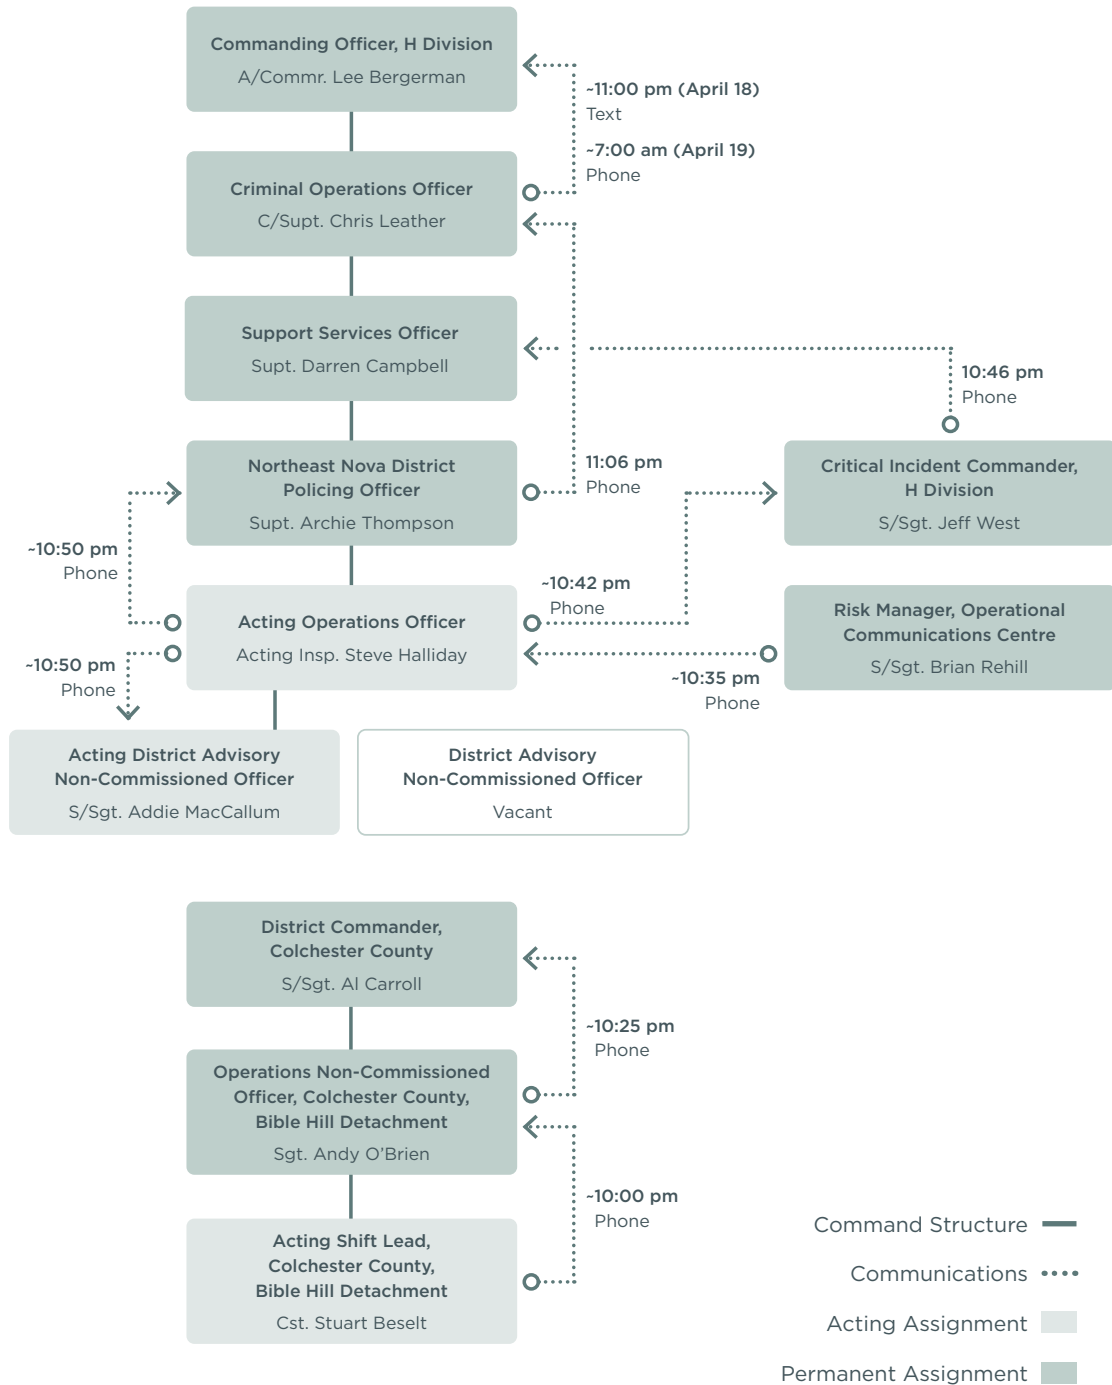 Commanding Officer, H Division
A/Commr. Lee Bergerman
~11:00 pm (April 18)
Text
~7:00 am (April 19)
Phone
Criminal Operations Officer
C/Supt. Chris Leather
Support Services Officer
Supt. Darren Campbell
10:46 pm
Phone
Northeast Nova District
Policing Officer
Supt. Archie Thompson
11:06 pm
Phone
Critical Incident Commander,
H Division
S/Sgt. Jeff West
~10:50 pm
Phone
~10:42 pm
Phone
Acting Operations Officer
Acting Insp. Steve Halliday
Risk Manager, Operational
Communications Centre
S/Sgt. Brian Rehill
~10:50 pm
Phone
~10:35 pm
Phone
Acting District Advisory
Non-Commissioned Officer
S/Sgt. Addie MacCallum
District Advisory
Non-Commissioned Officer
Vacant
District Commander,
Colchester County
S/Sgt. Al Carroll
~10:25 pm
Phone
Operations Non-Commissioned
Officer, Colchester County,
Bible Hill Detachment
Sgt. Andy O’Brien
~10:00 pm
Phone
Acting Shift Lead,
Colchester County,
Bible Hill Detachment
Cst. Stuart Beselt
Command Structure
Communications
Acting Assignment
Permanent Assignment